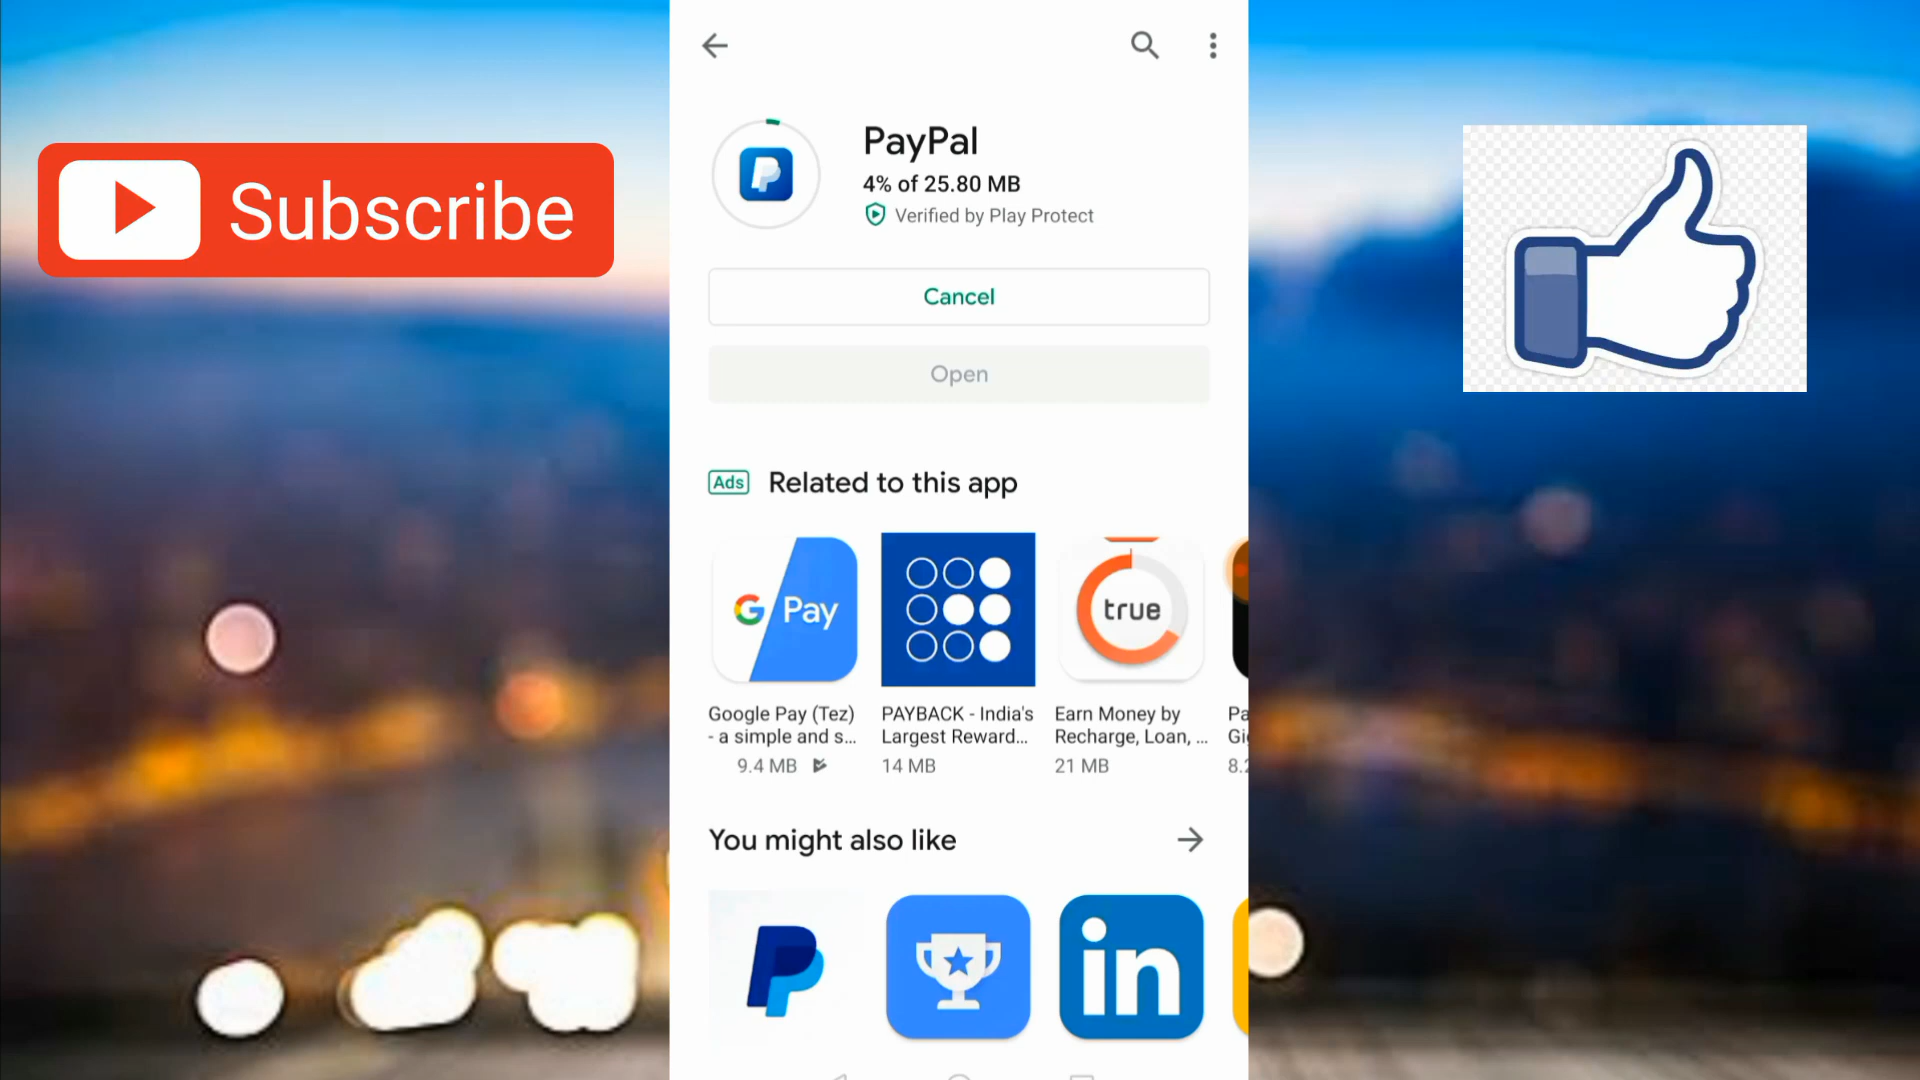 Subscribe
PayPal
4% of 25.80 MB
Verified by Play Protect
Cancel
Open
Ads Related to this app
G Pay
true
Google Pay (Tez)
- a simple and s...
9.4 MB
PAYBACK - India's
Largest Reward...
14 MB
Earn Money by
Recharge, Loan, ...
21 MB
You might also like
in